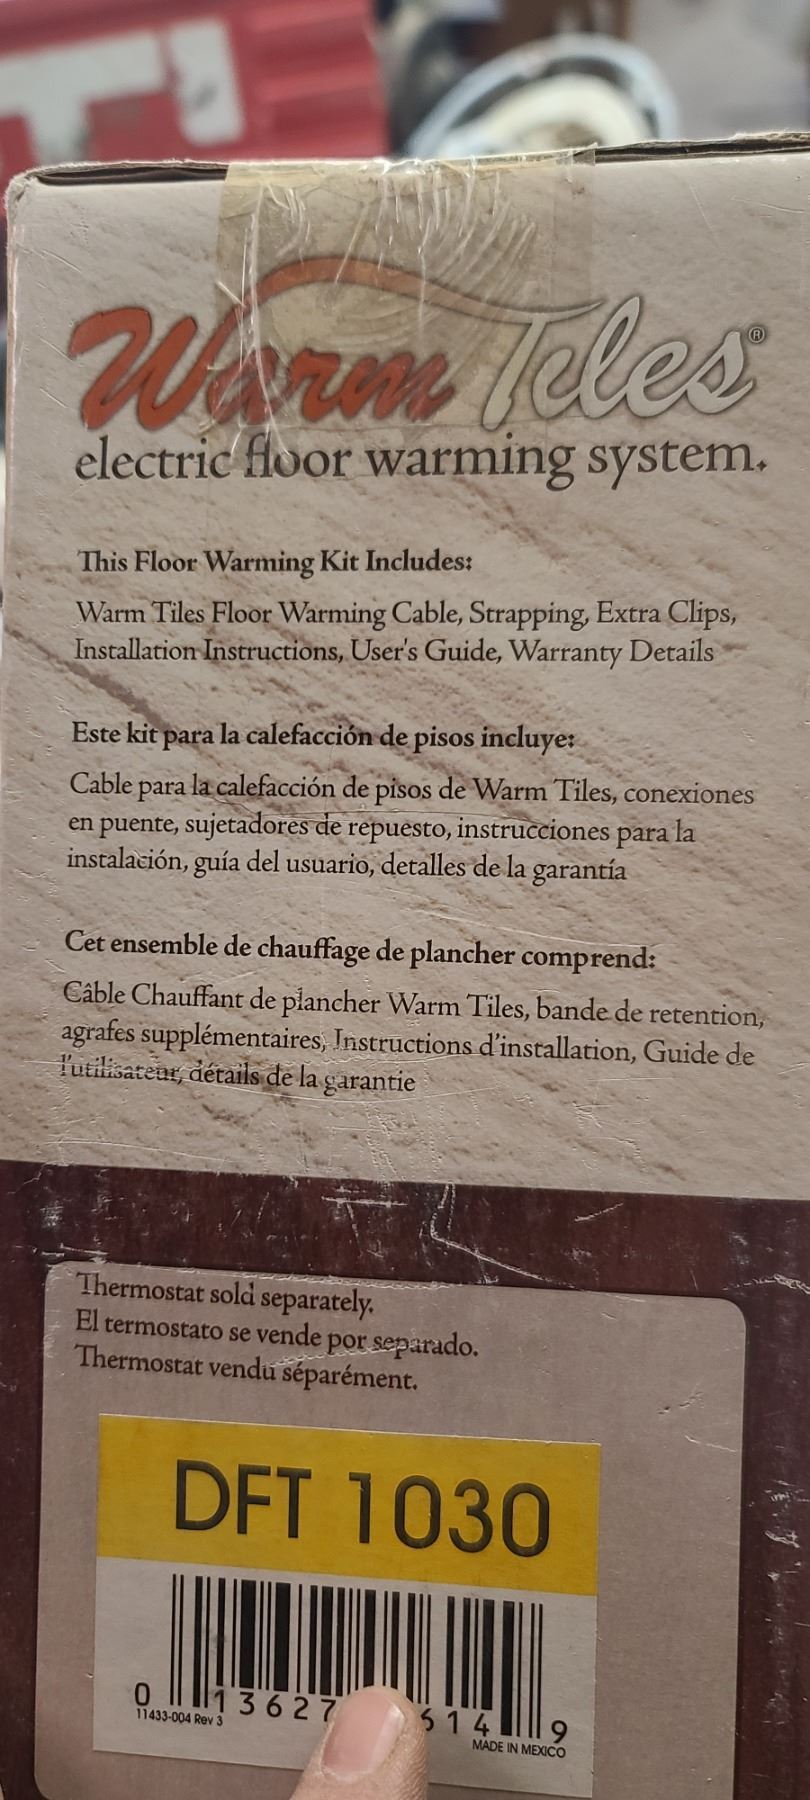 Warm Tiles®
electric floor warming system.
This Floor Warming Kit Includes:
Warm Tiles Floor Warming Cable, Strapping, Extra Clips,
Installation Instructions, User's Guide, Warranty Details
Este kit para la calefacción de pisos incluye:
Cable para la calefacción de pisos de Warm Tiles, conexiones
en puente, sujetadores de repuesto, instrucciones para la
instalación, guía del usuario, detalles de la garantía
Cet ensemble de chauffage de plancher comprend:
Câble Chauffant de plancher Warm Tiles, bande de retention,
agrafes supplémentaires, Instructions d'installation, Guide de
l'utilisateur, détails de la garantie
Thermostat sold separately.
El termostato se vende por separado.
Thermostat vendu séparément.
DFT 1030
0 13627 614 9
11433-004 Rev 3
MADE IN MEXICO